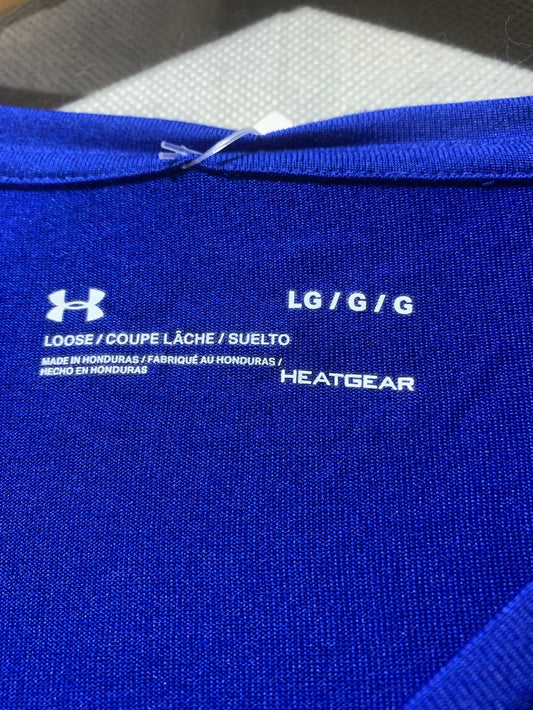 LG / G / G
LOOSE / COUPE LÂCHE / SUELTO
MADE IN HONDURAS / FABRIQUÉ AU HONDURAS /
HECHO EN HONDURAS
HEATGEAR